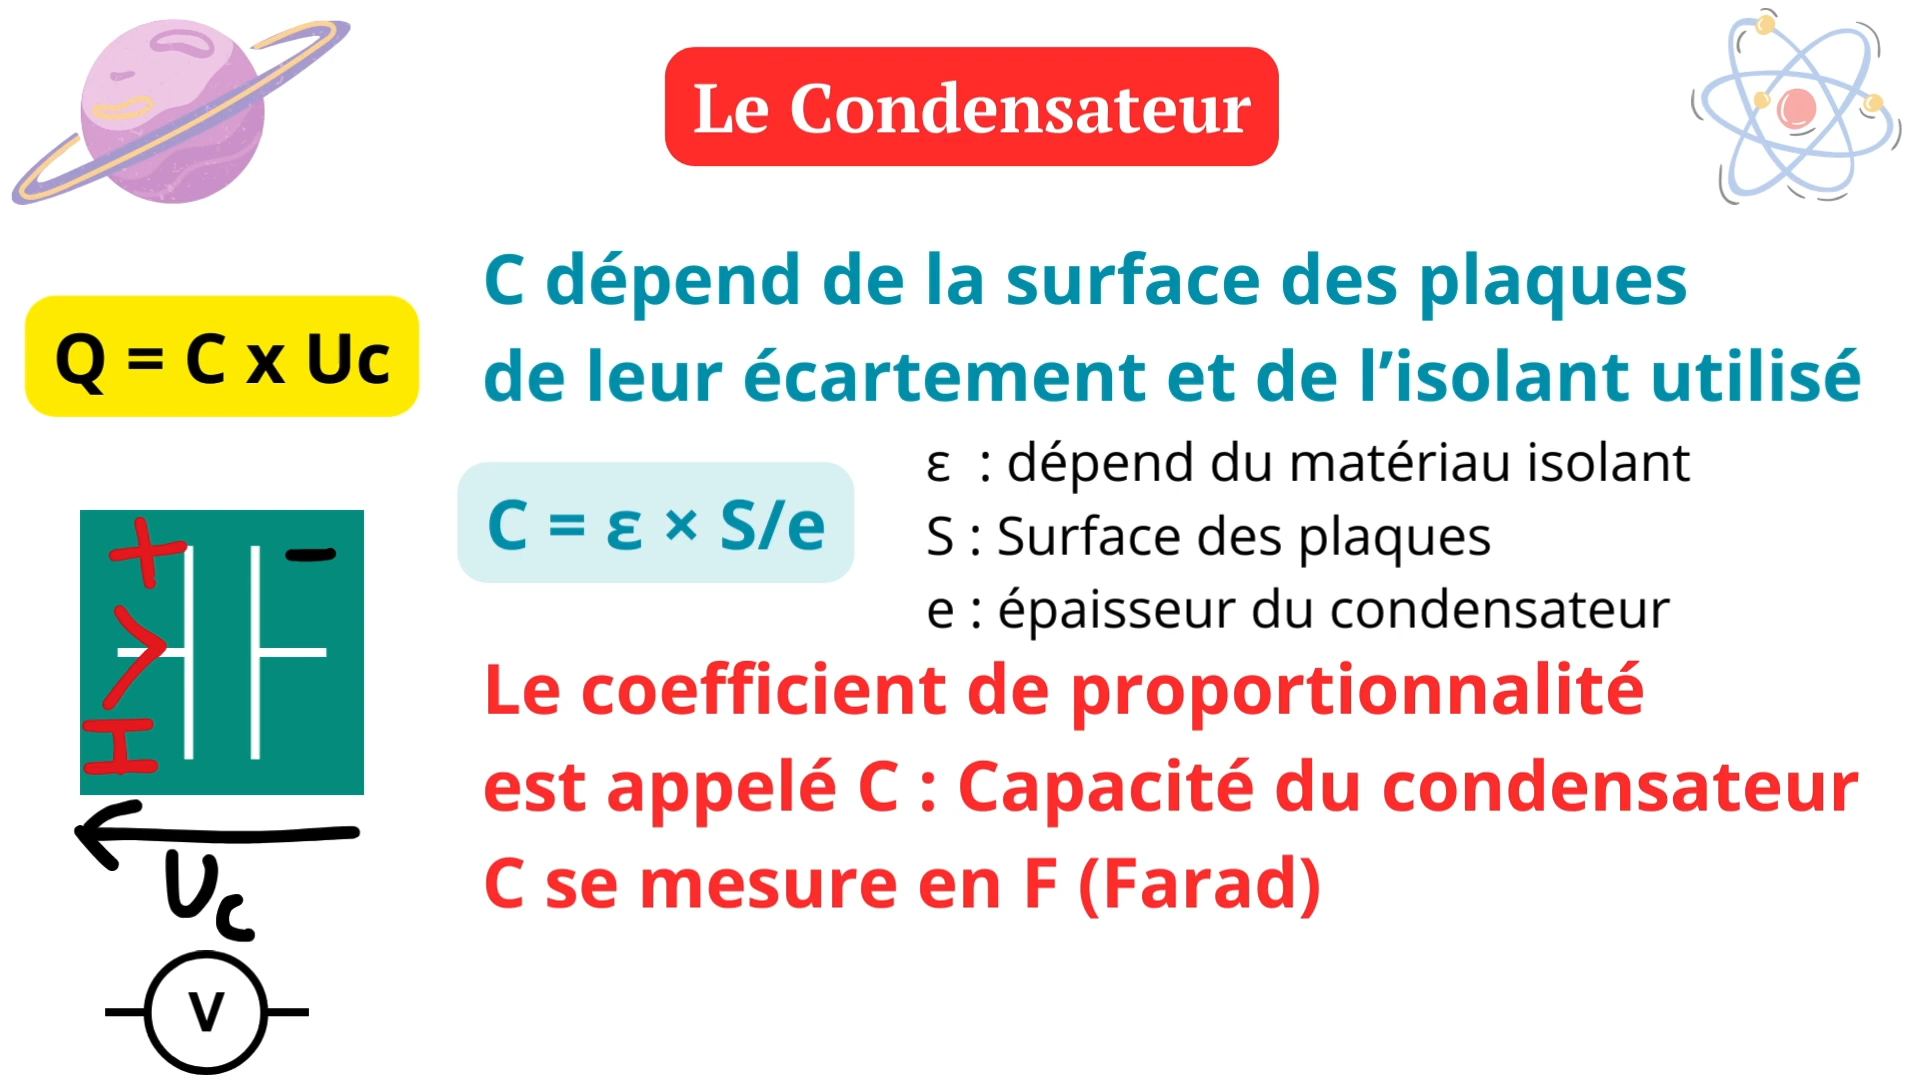 Le Condensateur
C dépend de la surface des plaques
de leur écartement et de l’isolant utilisé
Q = C x Uc
C = ε × S/e
ε : dépend du matériau isolant
S : Surface des plaques
e : épaisseur du condensateur
+ -
I
Uc
V
Le coefficient de proportionnalité
est appelé C : Capacité du condensateur
C se mesure en F (Farad)